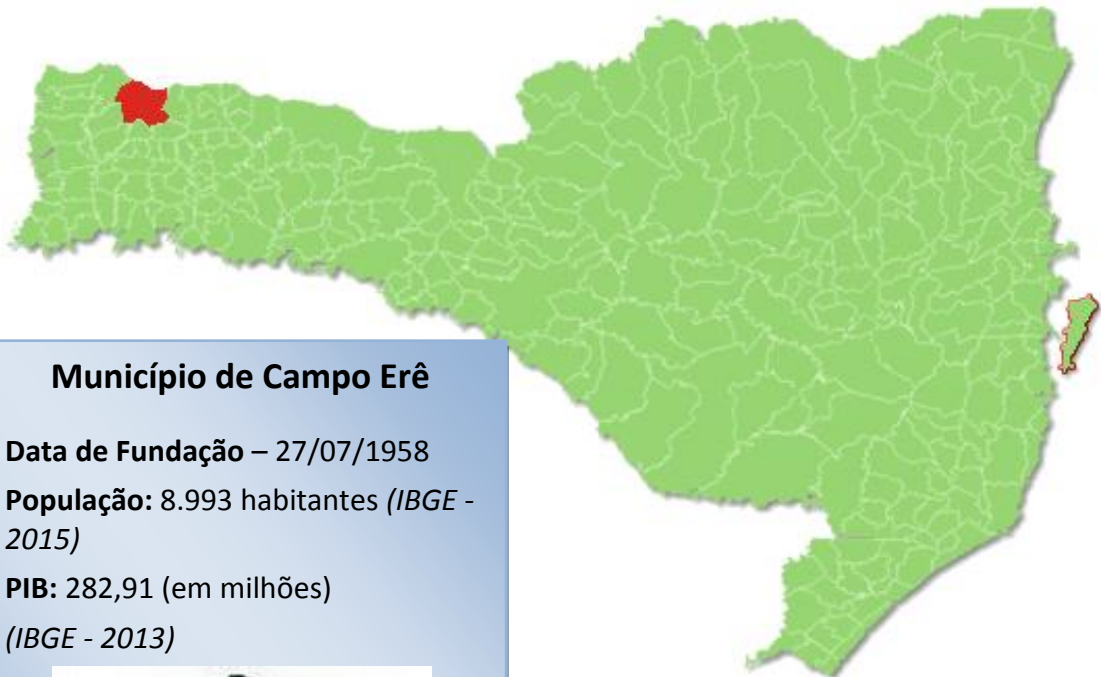 Município de Campo Erê
Data de Fundação – 27/07/1958
População: 8.993 habitantes (IBGE -
2015)
PIB: 282,91 (em milhões)
(IBGE - 2013)